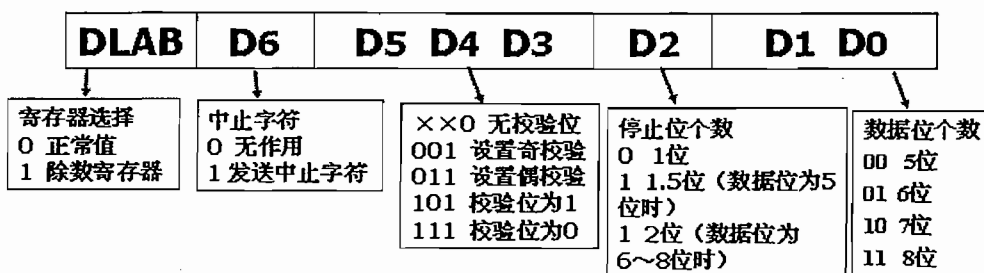 DLAB D6 D5 D4 D3 D2 D1 D0
寄存器选择
0 正常值
1 除数寄存器
中止字符
0 无作用
1发送中止字符
××0 无校验位
001 设置奇校验
011 设置偶校验
101 校验位为1
111 校验位为0
停止位个数
0 1位
1 1.5位（数据位为5
位时）
1 2位（数据位为
6～8位时）
数据位个数
00 5位
01 6位
10 7位
11 8位